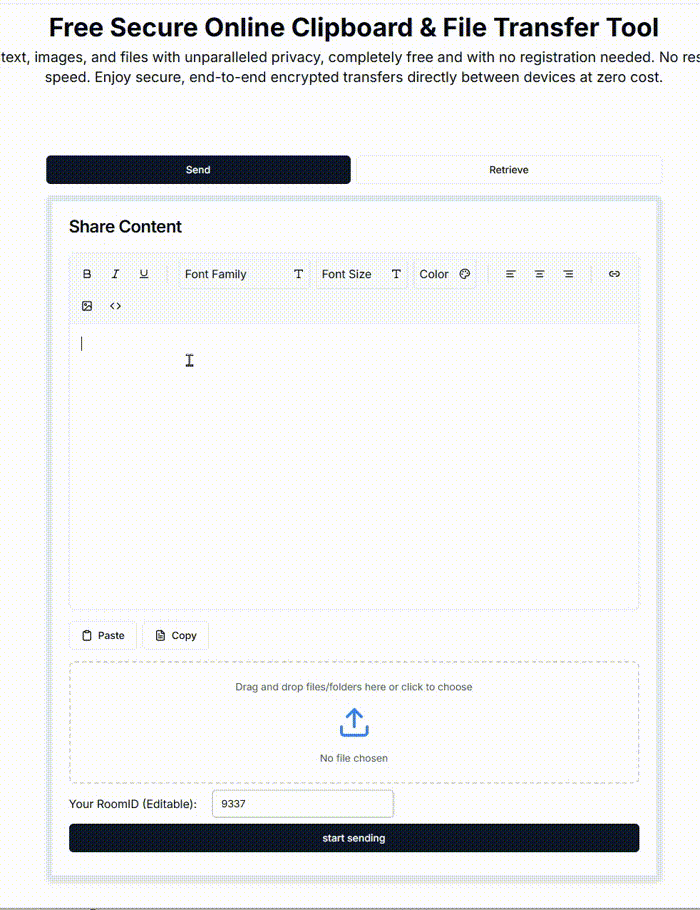 Free Secure Online Clipboard & File Transfer Tool
text, images, and files with unparalleled privacy, completely free and with no registration needed. No
speed. Enjoy secure, end-to-end encrypted transfers directly between devices at zero cost.
Send Retrieve
Share Content
B I U Font Family T Font Size T Color
Paste Copy
Drag and drop files/folders here or click to choose
No file chosen
Your RoomID (Editable): 9337
start sending